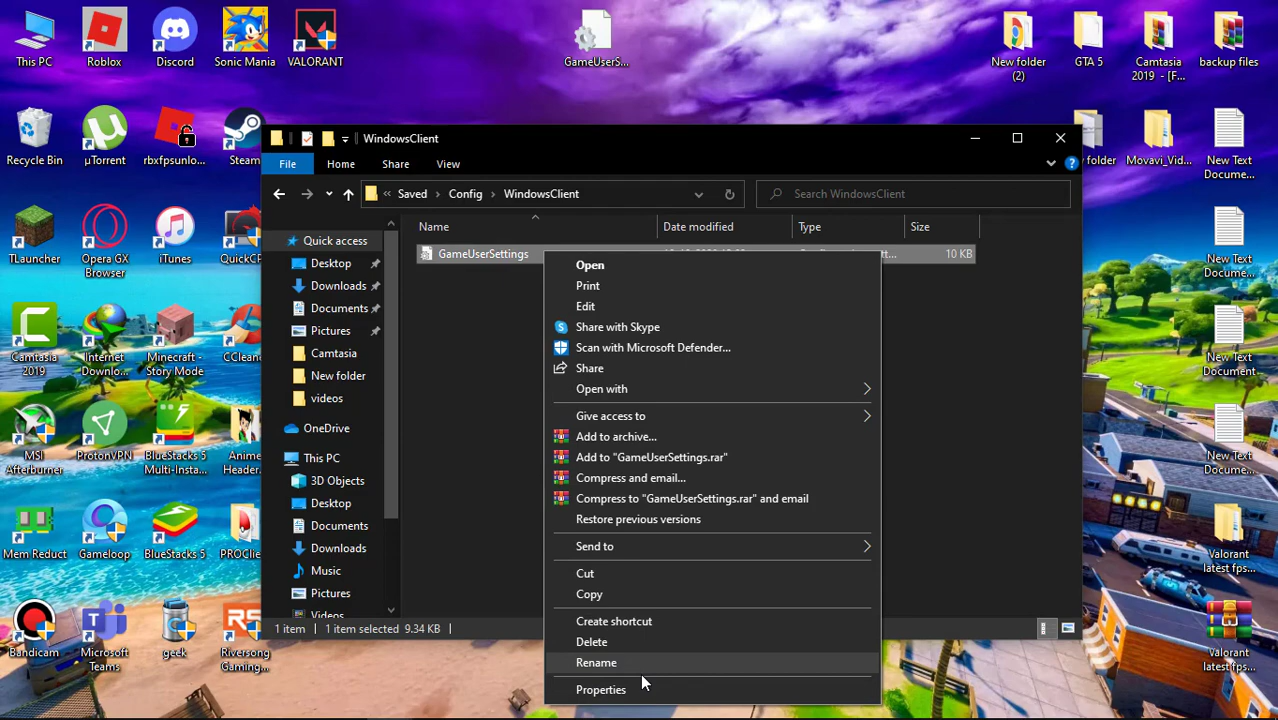 This PC
Roblox
Discord
Sonic Mania
VALORANT
GameUserS...
New folder
(2)
GTA 5
Camtasia
2019 - [F...
backup files
Recycle Bin
µTorrent
rbxfpsunlo...
Steam
Movavi_Vid...
New Text
Docume...
TLauncher
Opera GX
Browser
iTunes
QuickCP
New Text
Docume...
Camtasia
2019
Internet
Downlo...
Minecraft -
Story Mode
CCleane
New Text
Document
MSI
Afterburner
ProtonVPN
BlueStacks 5
Multi-Insta...
Anime
Header.
New Text
Docume...
Mem Reduct
Gameloop
BlueStacks 5
PROClie
Valorant
latest fps...
Bandicam
Microsoft
Teams
geek
Riversong
Gaming...
Valorant
latest fps...
WindowsClient
File
Home
Share
View
« Saved > Config > WindowsClient
Search WindowsClient
Name
Date modified
Type
Size
GameUserSettings
10 KB
Quick access
Desktop
Downloads
Documents
Pictures
Camtasia
New folder
videos
OneDrive
This PC
3D Objects
Desktop
Documents
Downloads
Music
Pictures
Videos
1 item
1 item selected 9.34 KB
Open
Print
Edit
Share with Skype
Scan with Microsoft Defender...
Share
Open with
Give access to
Add to archive...
Add to "GameUserSettings.rar"
Compress and email...
Compress to "GameUserSettings.rar" and email
Restore previous versions
Send to
Cut
Copy
Create shortcut
Delete
Rename
Properties